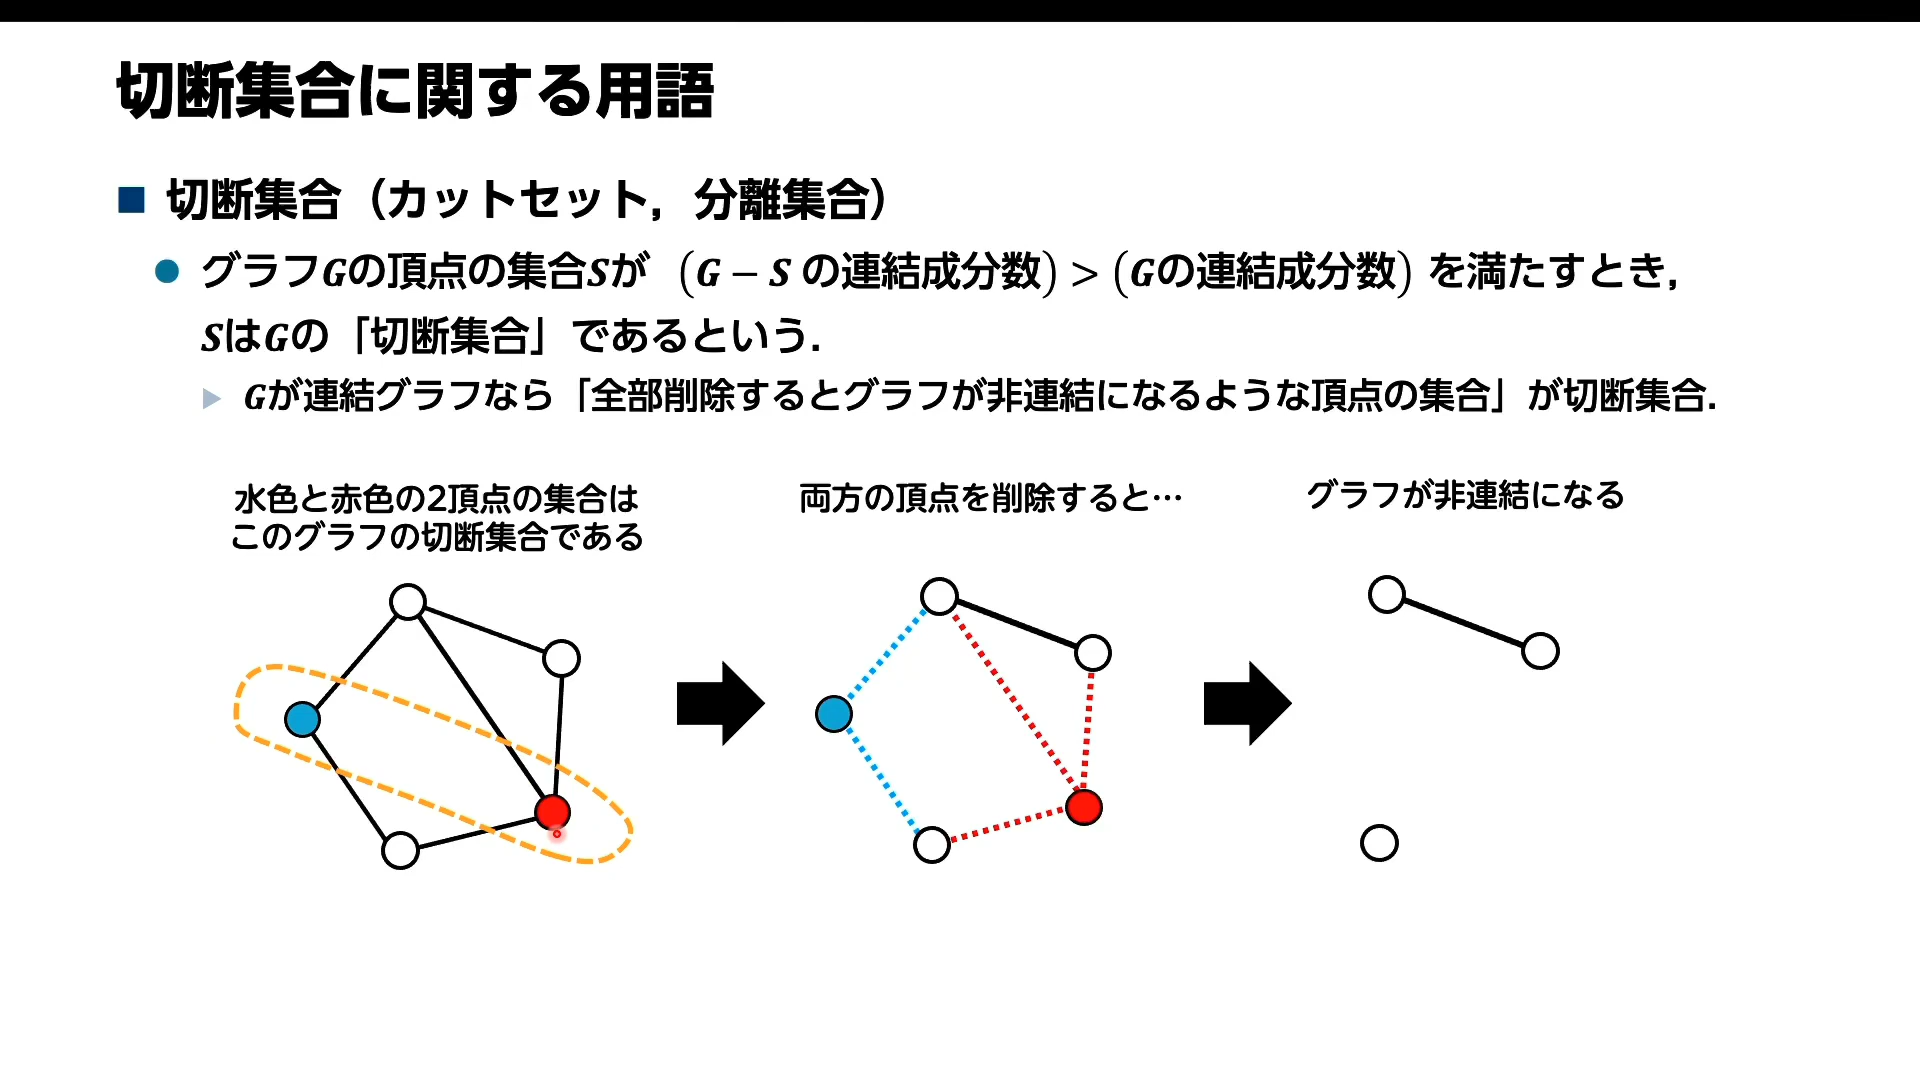 切断集合に関する用語
切断集合（カットセット，分離集合）
グラフGの頂点の集合Sが （G − S の連結成分数）>（Gの連結成分数）を満たすとき，
SはGの「切断集合」であるという．
Gが連結グラフなら「全部削除するとグラフが非連結になるような頂点の集合」が切断集合．
水色と赤色の2頂点の集合は
このグラフの切断集合である
両方の頂点を削除すると…
グラフが非連結になる